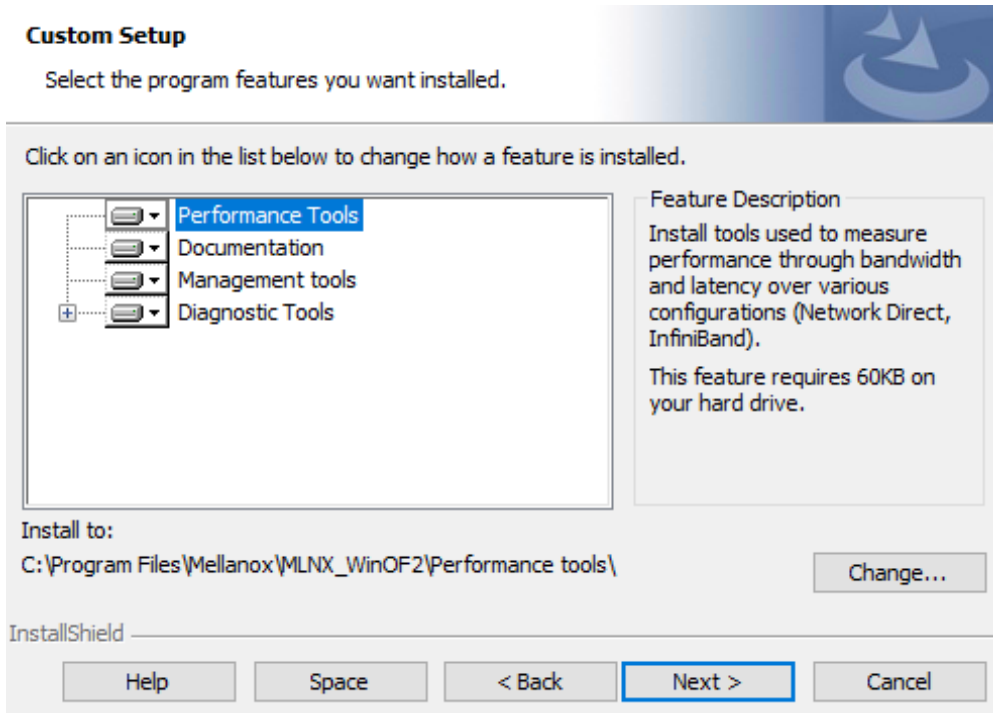 Custom Setup
Select the program features you want installed.
Click on an icon in the list below to change how a feature is installed.
Performance Tools
Documentation
Management tools
Diagnostic Tools
Feature Description
Install tools used to measure
performance through bandwidth
and latency over various
configurations (Network Direct,
InfiniBand).
This feature requires 60KB on
your hard drive.
Install to:
C:\Program Files\Mellanox\MLNX_WinOF2\Performance tools\
Change...
InstallShield
Help
Space
< Back
Next >
Cancel